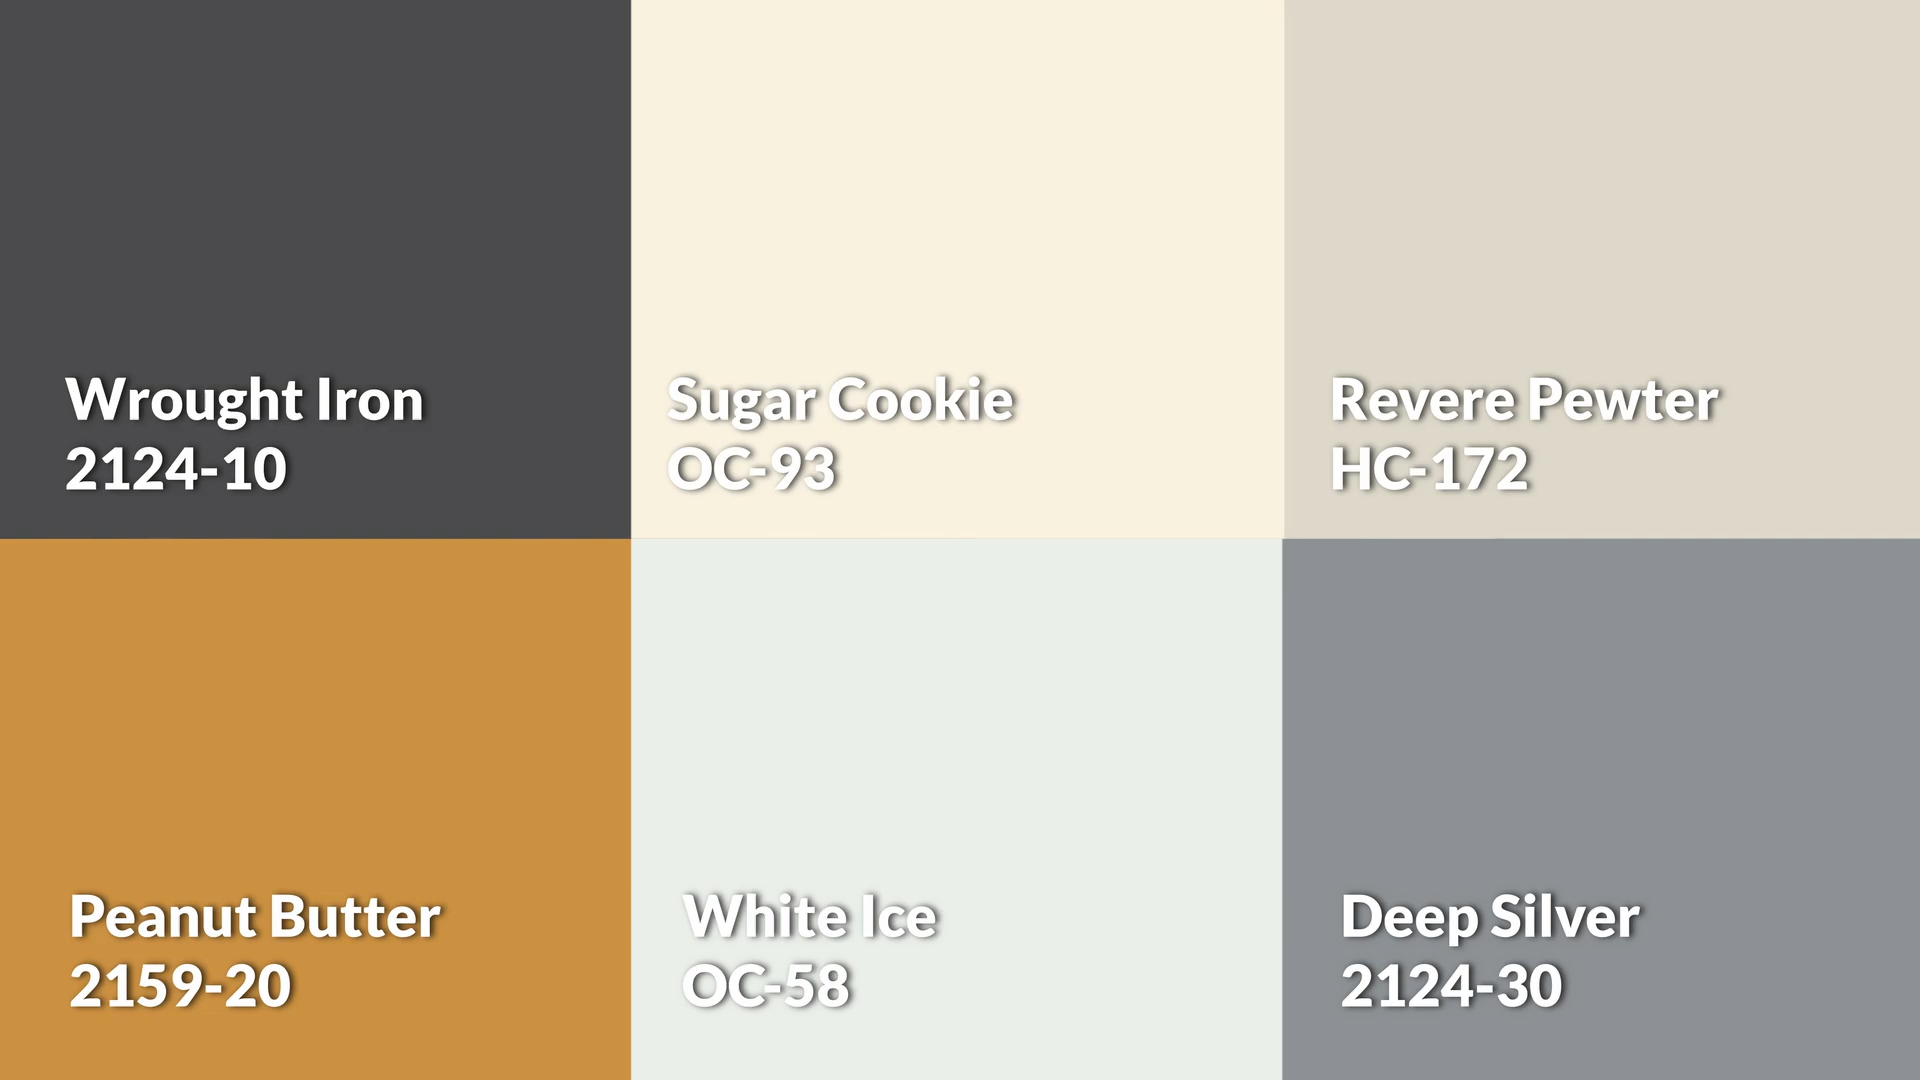 Wrought Iron
2124-10
Sugar Cookie
OC-93
Revere Pewter
HC-172
Peanut Butter
2159-20
White Ice
OC-58
Deep Silver
2124-30